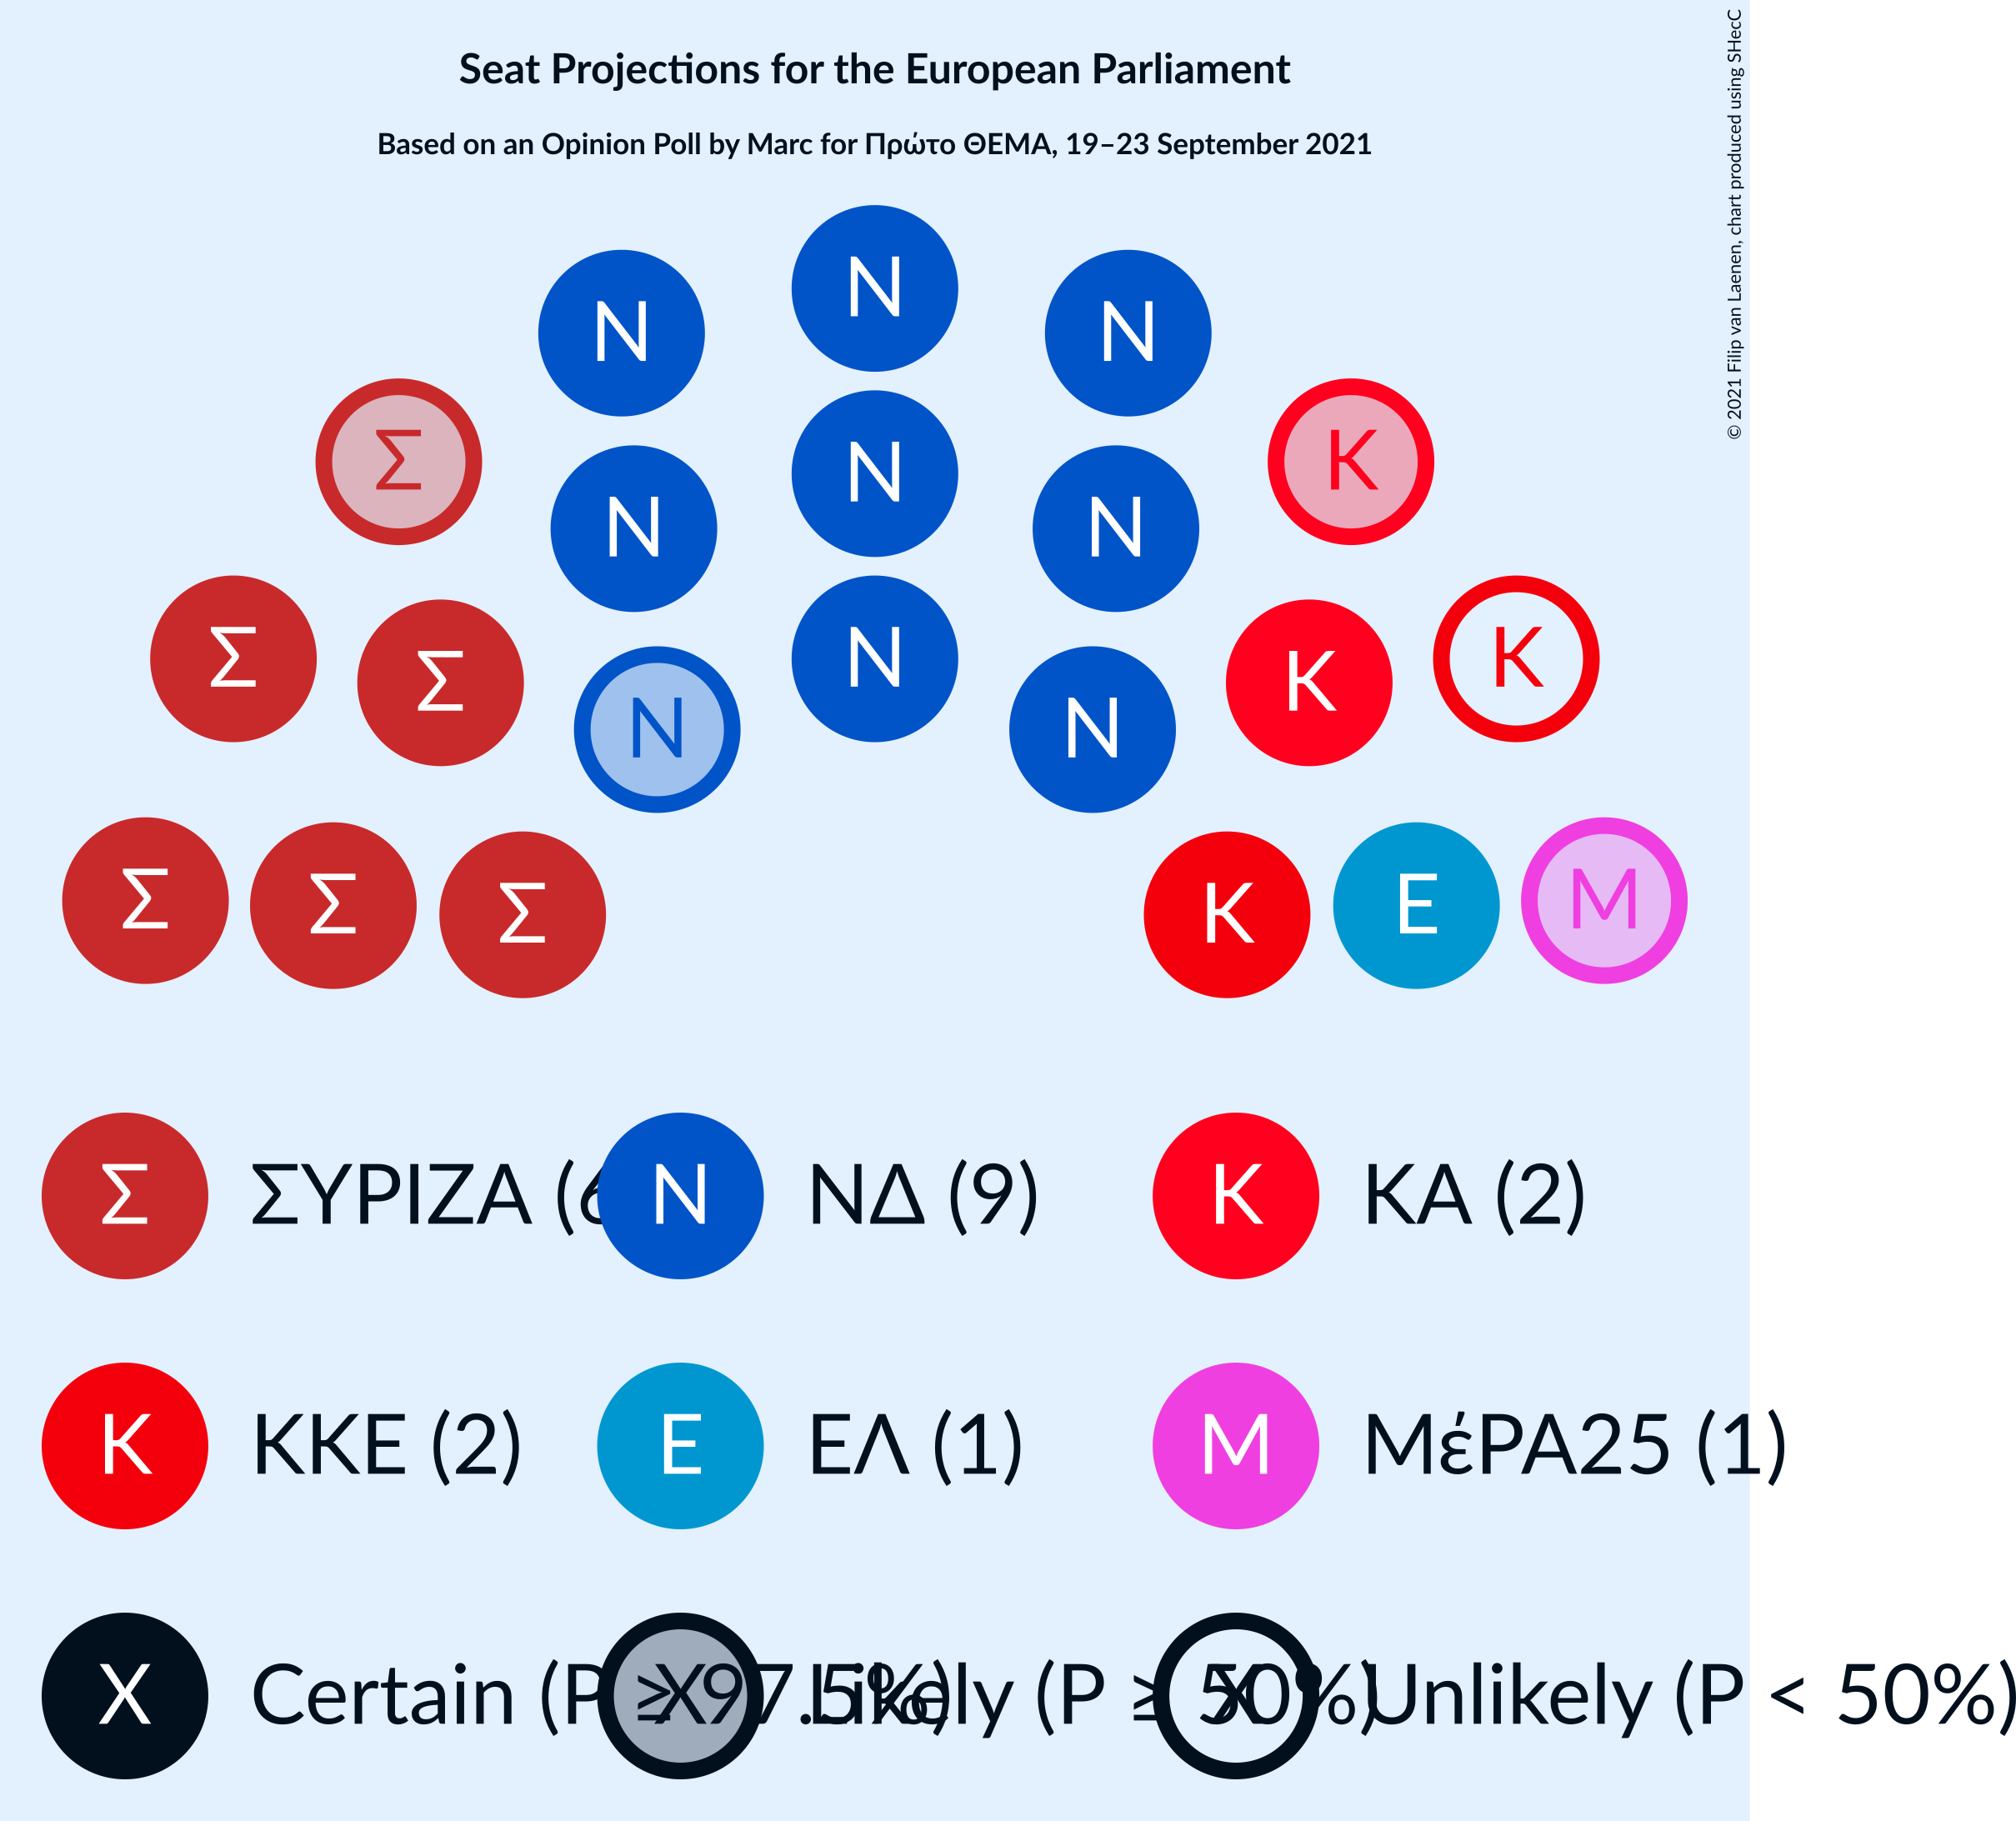 Seat Projections for the European Parliament
Based on an Opinion Poll by Marc for Πρώτο ΘΕΜΑ, 19–23 September 2021
© 2021 Filip van Laenen, chart produced using SHecC
N
N N
N
Σ K
N N
Σ N K
Σ K
N N
Σ Σ Σ K E M
Σ ΣΥΡΙΖΑ (6 N ΝΔ (9) K ΚΑ (2)
K ΚΚΕ (2) E ΕΛ (1) M ΜέΡΑ25 (1)
X Certain (P ≥ 97.5% X Likely (P ≥ 50%) X Unlikely (P < 50%)